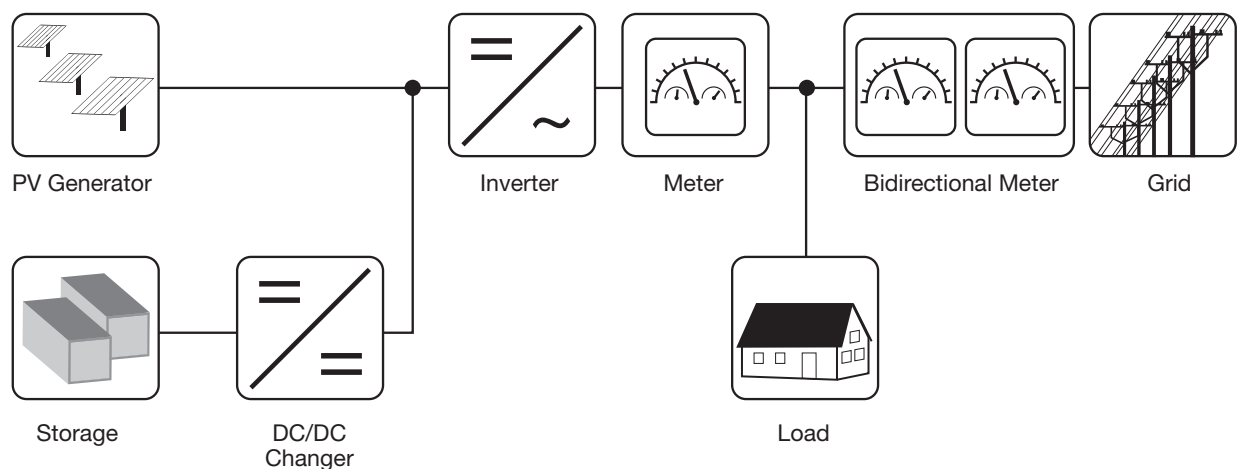 PV Generator
Inverter
Meter
Bidirectional Meter
Grid
Storage
DC/DC
Changer
Load